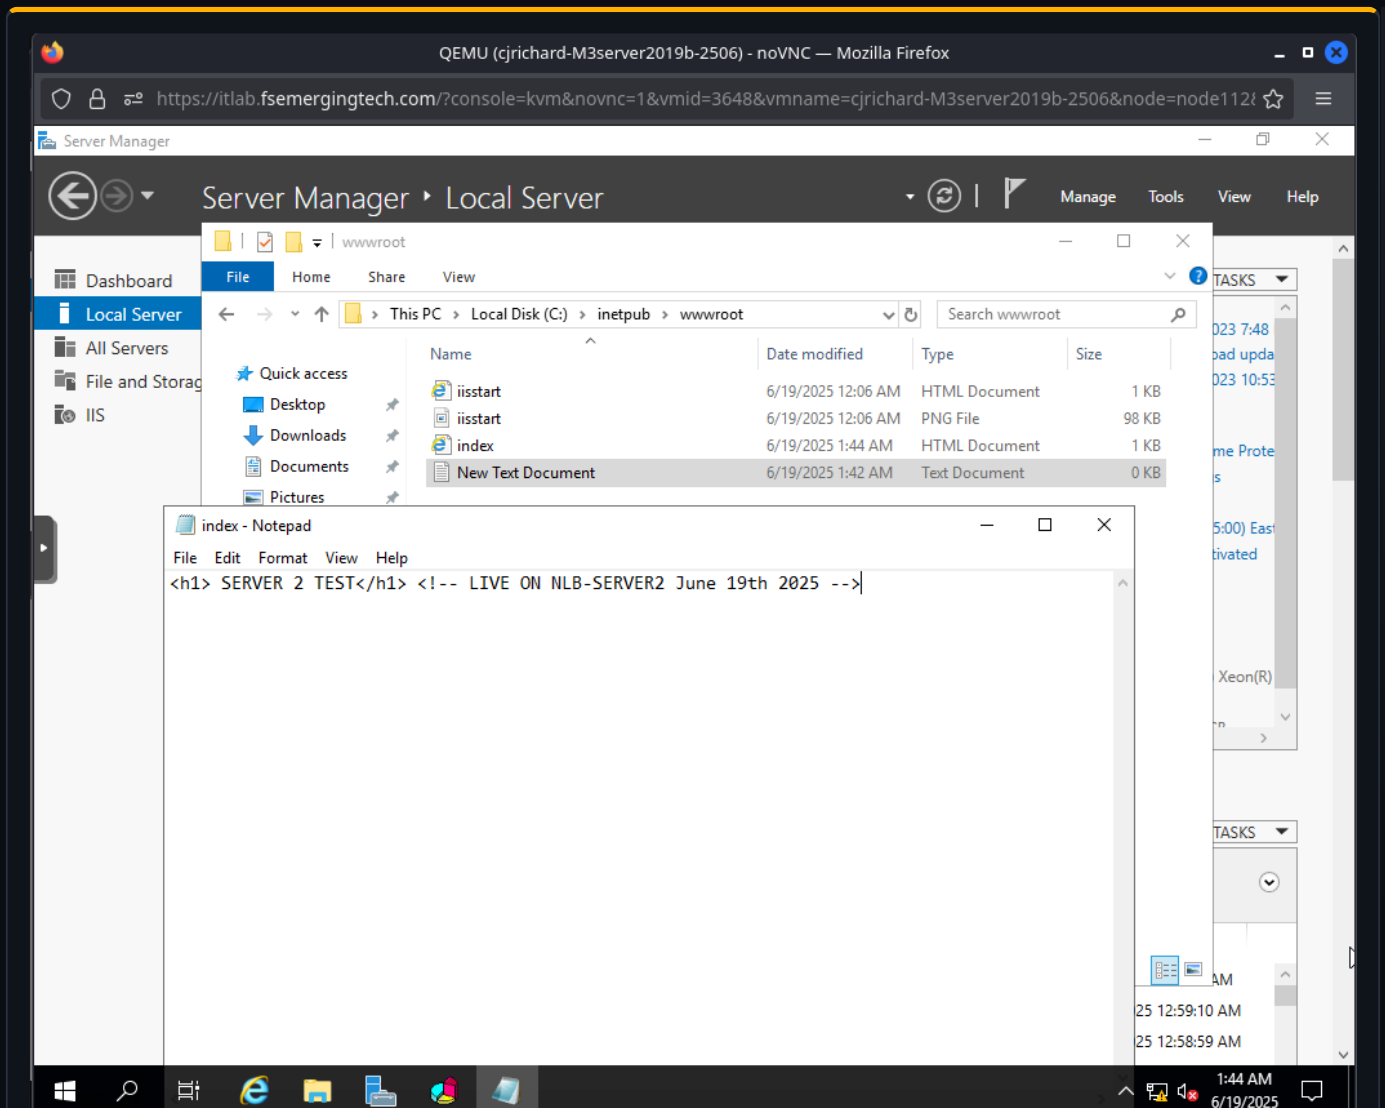 QEMU (cjrichard-M3server2019b-2506) - noVNC — Mozilla Firefox
https://itlab.fsemergingtech.com/?console=kvm&novnc=1&vmid=3648&vmname=cjrichard-M3server2019b-2506&node=node112
Server Manager
Server Manager ‣ Local Server
Manage Tools View Help
wwwroot
File Home Share View
This PC > Local Disk (C:) > inetpub > wwwroot
Search wwwroot
Name Date modified Type Size
iisstart 6/19/2025 12:06 AM HTML Document 1 KB
iisstart 6/19/2025 12:06 AM PNG File 98 KB
index 6/19/2025 1:44 AM HTML Document 1 KB
New Text Document 6/19/2025 1:42 AM Text Document 0 KB
Quick access
Desktop
Downloads
Documents
Pictures
Dashboard
Local Server
All Servers
File and Storag
IIS
TASKS
023 7:48
oad upda
023 10:53
me Prote
s
5:00) East
tivated
Xeon(R)
index - Notepad
File Edit Format View Help
<h1> SERVER 2 TEST</h1> <!-- LIVE ON NLB-SERVER2 June 19th 2025 -->
TASKS
AM
25 12:59:10 AM
25 12:58:59 AM
1:44 AM
6/19/2025